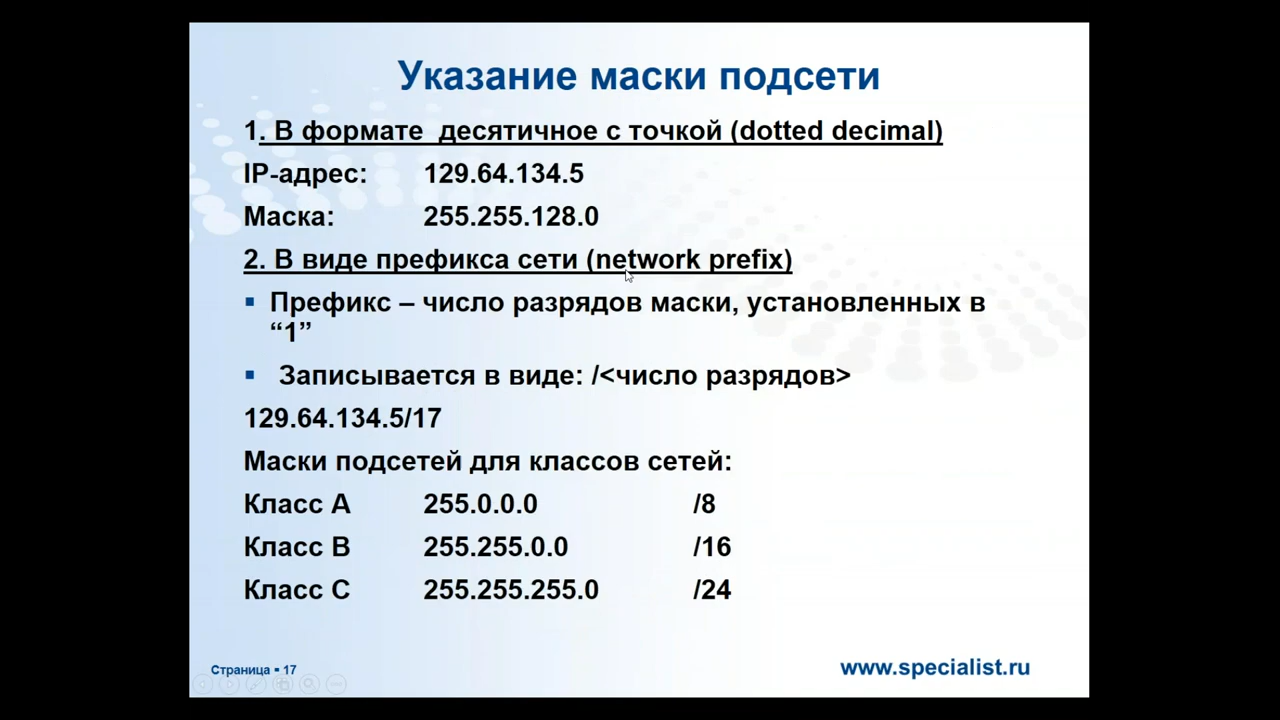 Указание маски подсети
1. В формате десятичное с точкой (dotted decimal)
IP-адрес: 129.64.134.5
Маска: 255.255.128.0
2. В виде префикса сети (network prefix)
▪ Префикс – число разрядов маски, установленных в
“1”
▪ Записывается в виде: /<число разрядов>
129.64.134.5/17
Маски подсетей для классов сетей:
Класс A 255.0.0.0 /8
Класс B 255.255.0.0 /16
Класс C 255.255.255.0 /24
Страница ▪ 17
www.specialist.ru